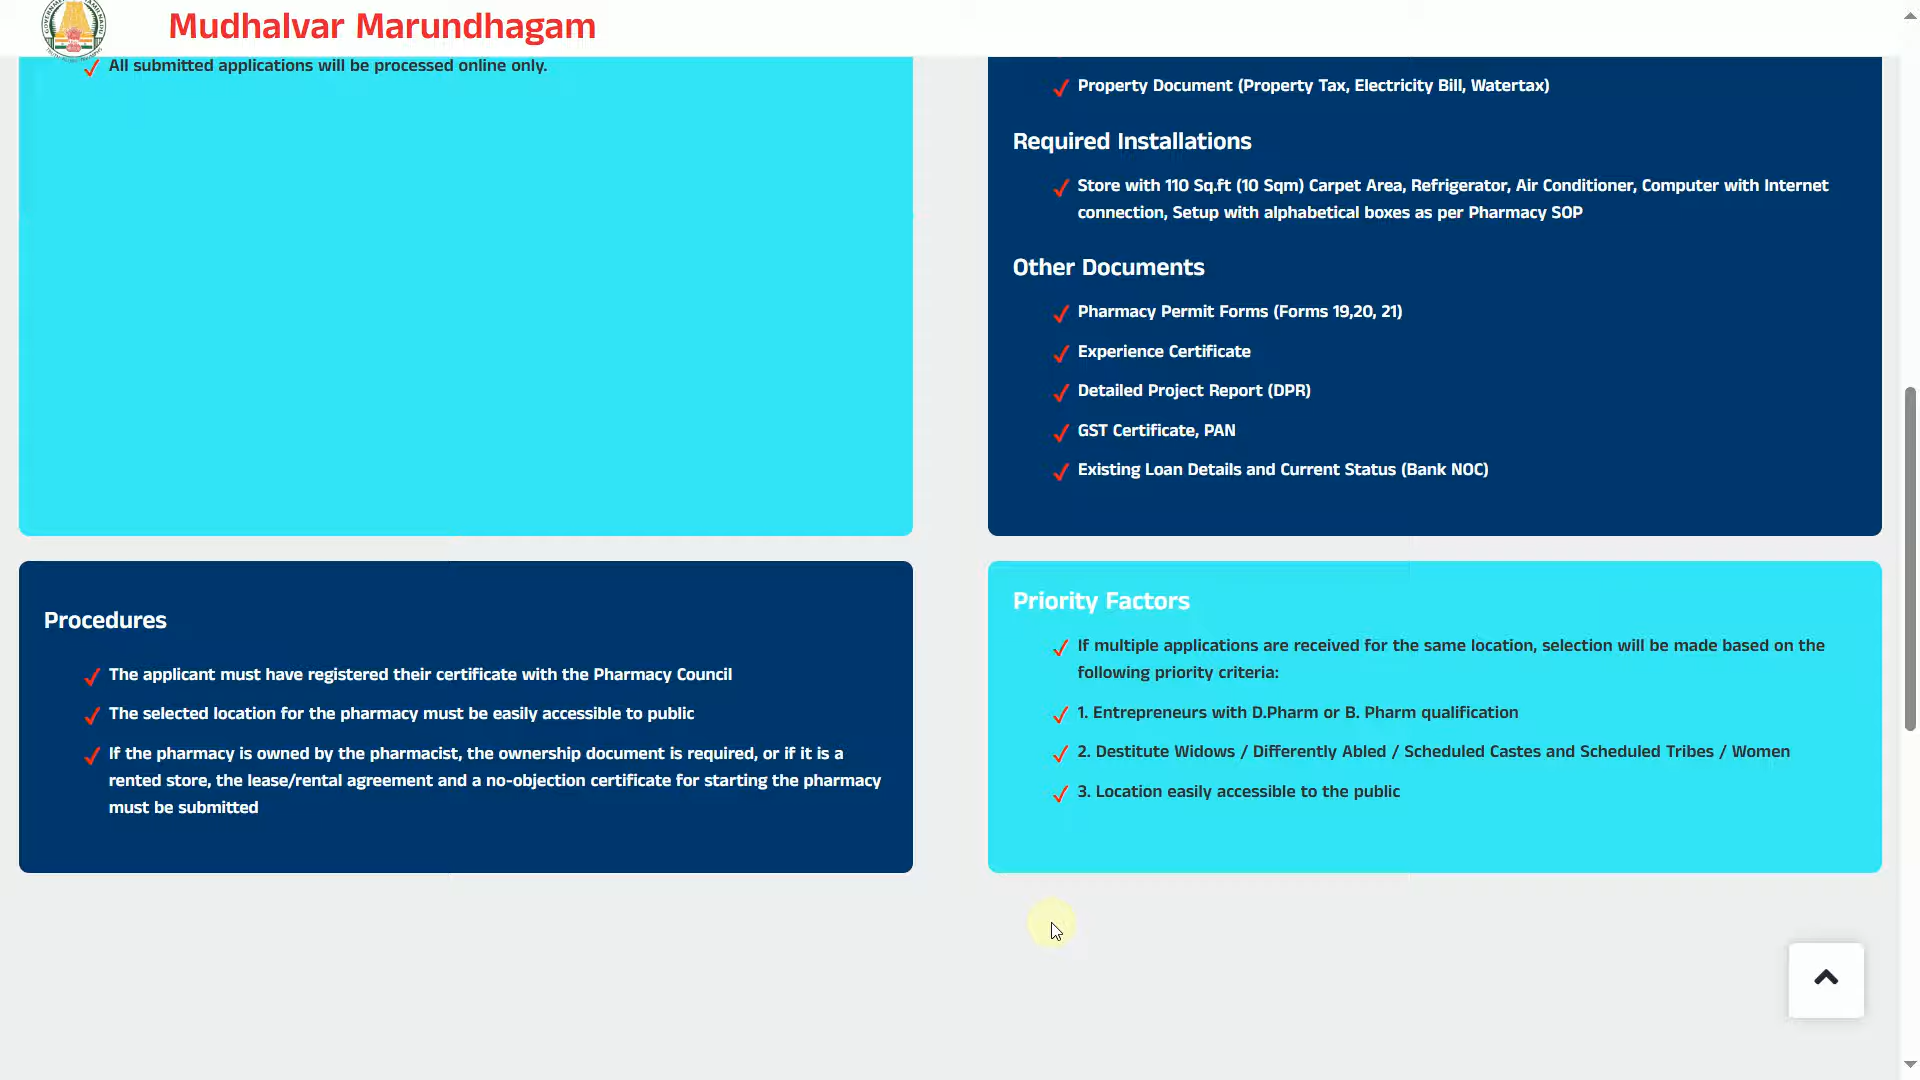 Mudhalvar Marundhagam
All submitted applications will be processed online only.
Property Document (Property Tax, Electricity Bill, Watertax)
Required Installations
Store with 110 Sq.ft (10 Sqm) Carpet Area, Refrigerator, Air Conditioner, Computer with Internet
connection, Setup with alphabetical boxes as per Pharmacy SOP
Other Documents
Pharmacy Permit Forms (Forms 19,20, 21)
Experience Certificate
Detailed Project Report (DPR)
GST Certificate, PAN
Existing Loan Details and Current Status (Bank NOC)
Procedures
The applicant must have registered their certificate with the Pharmacy Council
The selected location for the pharmacy must be easily accessible to public
If the pharmacy is owned by the pharmacist, the ownership document is required, or if it is a
rented store, the lease/rental agreement and a no-objection certificate for starting the pharmacy
must be submitted
Priority Factors
If multiple applications are received for the same location, selection will be made based on the
following priority criteria:
1. Entrepreneurs with D.Pharm or B. Pharm qualification
2. Destitute Widows / Differently Abled / Scheduled Castes and Scheduled Tribes / Women
3. Location easily accessible to the public